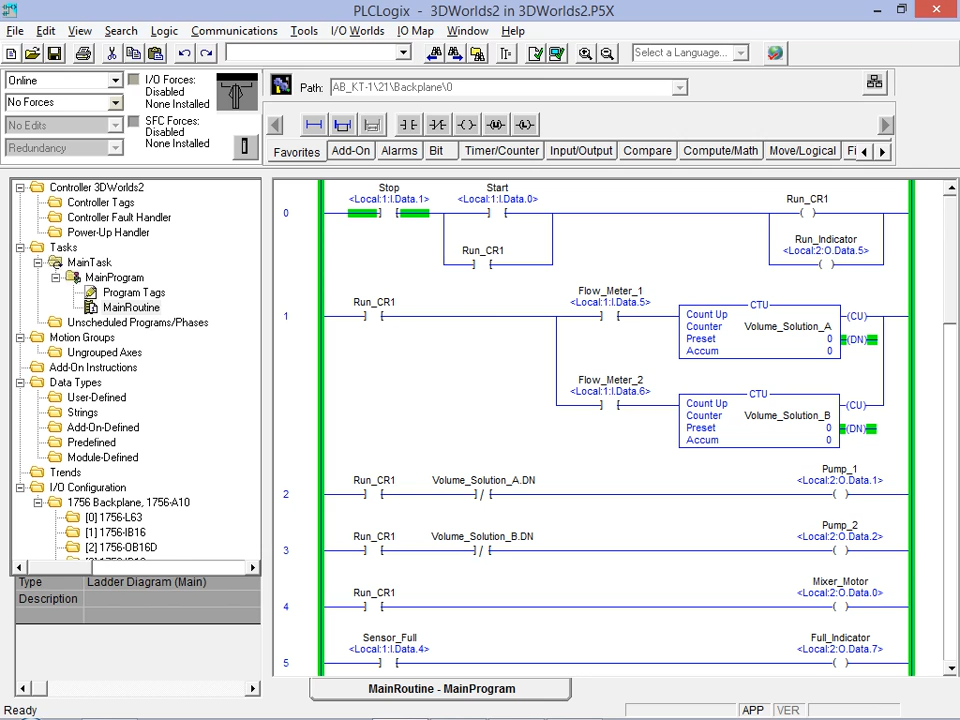 PLCLogix - 3DWorlds2 in 3DWorlds2.P5X
File Edit View Search Logic Communications Tools I/O Worlds IO Map Window Help
Select a Language...
Online
I/O Forces:
Disabled
None Installed
No Forces
No Edits
SFC Forces:
Disabled
None Installed
Redundancy
Path: AB_KT-1\21\Backplane\0
Favorites Add-On Alarms Bit Timer/Counter Input/Output Compare Compute/Math Move/Logical Fi
Controller 3DWorlds2
Controller Tags
Controller Fault Handler
Power-Up Handler
Tasks
MainTask
MainProgram
Program Tags
MainRoutine
Unscheduled Programs/Phases
Motion Groups
Ungrouped Axes
Add-On Instructions
Data Types
User-Defined
Strings
Add-On-Defined
Predefined
Module-Defined
Trends
I/O Configuration
1756 Backplane, 1756-A10
[0] 1756-L63
[1] 1756-IB16
[2] 1756-OB16D
Type Ladder Diagram (Main)
Description
Stop Start Run_CR1
<Local:1:I.Data.1> <Local:1:I.Data.0>
0
Run_CR1 Run_Indicator
<Local:2:O.Data.5>
Run_CR1 Flow_Meter_1
<Local:1:I.Data.5>
1
CTU
Count Up (CU)
Counter Volume_Solution_A
Preset 0 (DN)
Accum 0
Flow_Meter_2
<Local:1:I.Data.6>
CTU
Count Up (CU)
Counter Volume_Solution_B
Preset 0 (DN)
Accum 0
Run_CR1 Volume_Solution_A.DN Pump_1
<Local:2:O.Data.1>
2
Run_CR1 Volume_Solution_B.DN Pump_2
<Local:2:O.Data.2>
3
Run_CR1 Mixer_Motor
<Local:2:O.Data.0>
4
Sensor_Full Full_Indicator
<Local:1:I.Data.4> <Local:2:O.Data.7>
5
MainRoutine - MainProgram
Ready APP VER